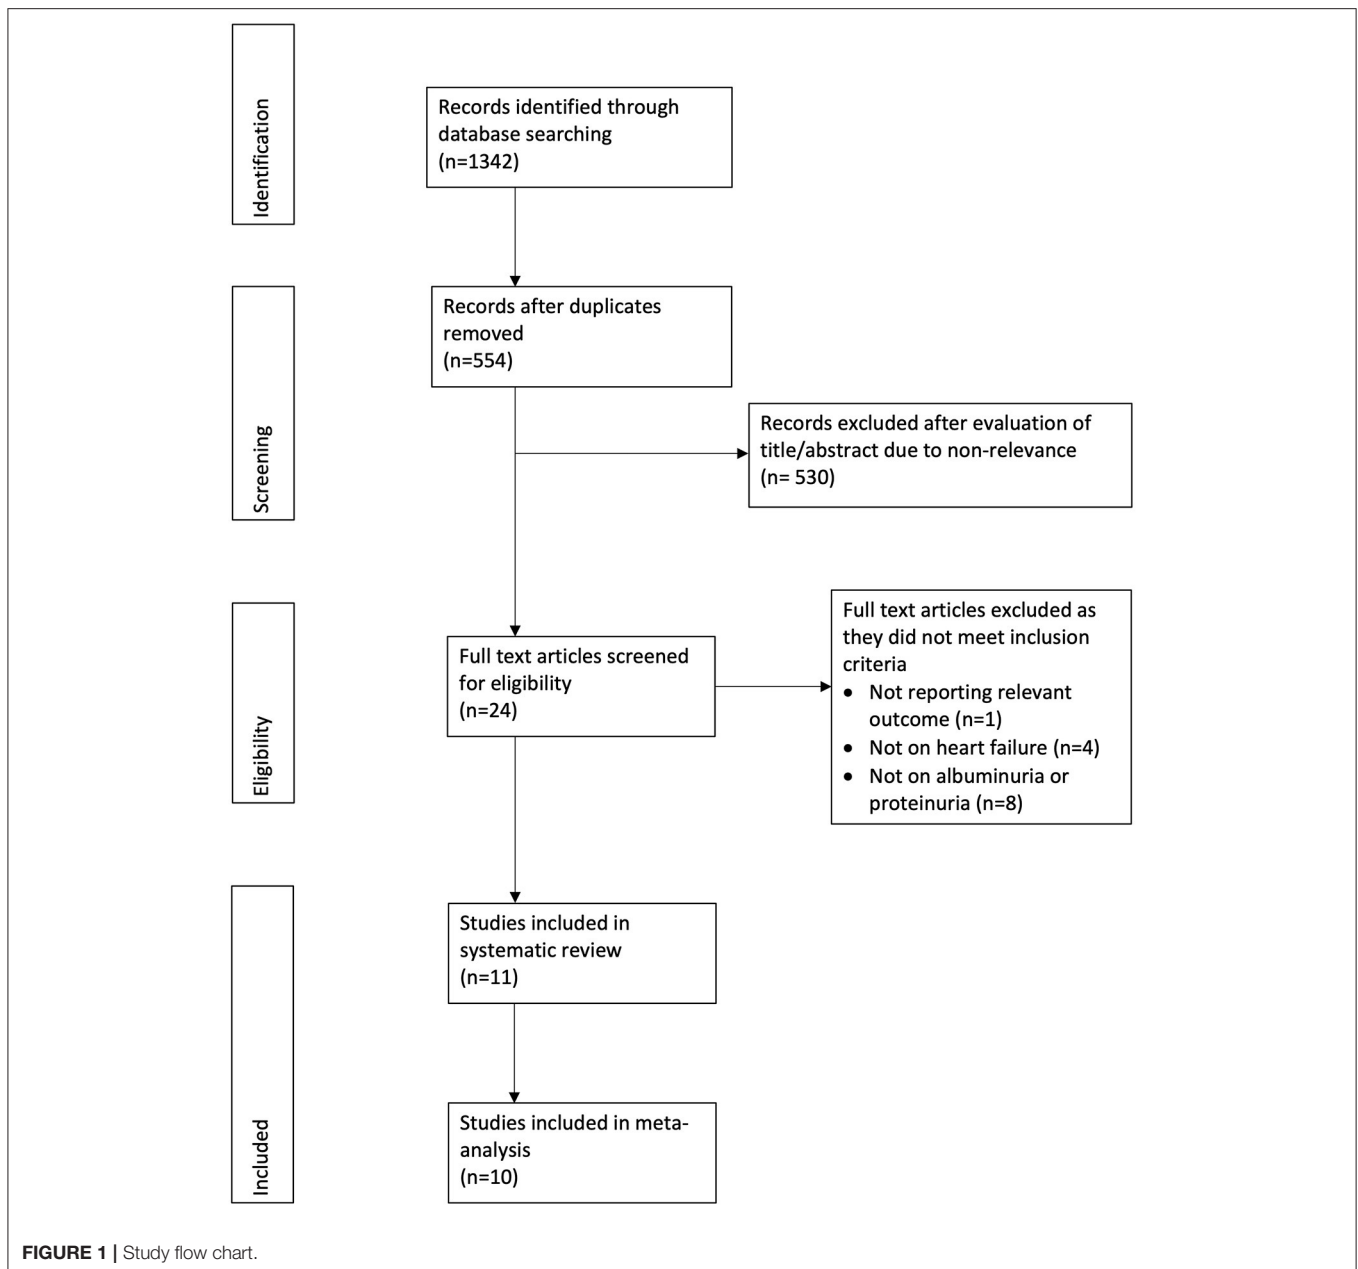 Identification
Records identified through
database searching
(n=1342)
Screening
Records after duplicates
removed
(n=554)
Records excluded after evaluation of
title/abstract due to non-relevance
(n= 530)
Eligibility
Full text articles screened
for eligibility
(n=24)
Full text articles excluded as
they did not meet inclusion
criteria
• Not reporting relevant
outcome (n=1)
• Not on heart failure (n=4)
• Not on albuminuria or
proteinuria (n=8)
Included
Studies included in
systematic review
(n=11)
Studies included in meta-
analysis
(n=10)
FIGURE 1 | Study flow chart.